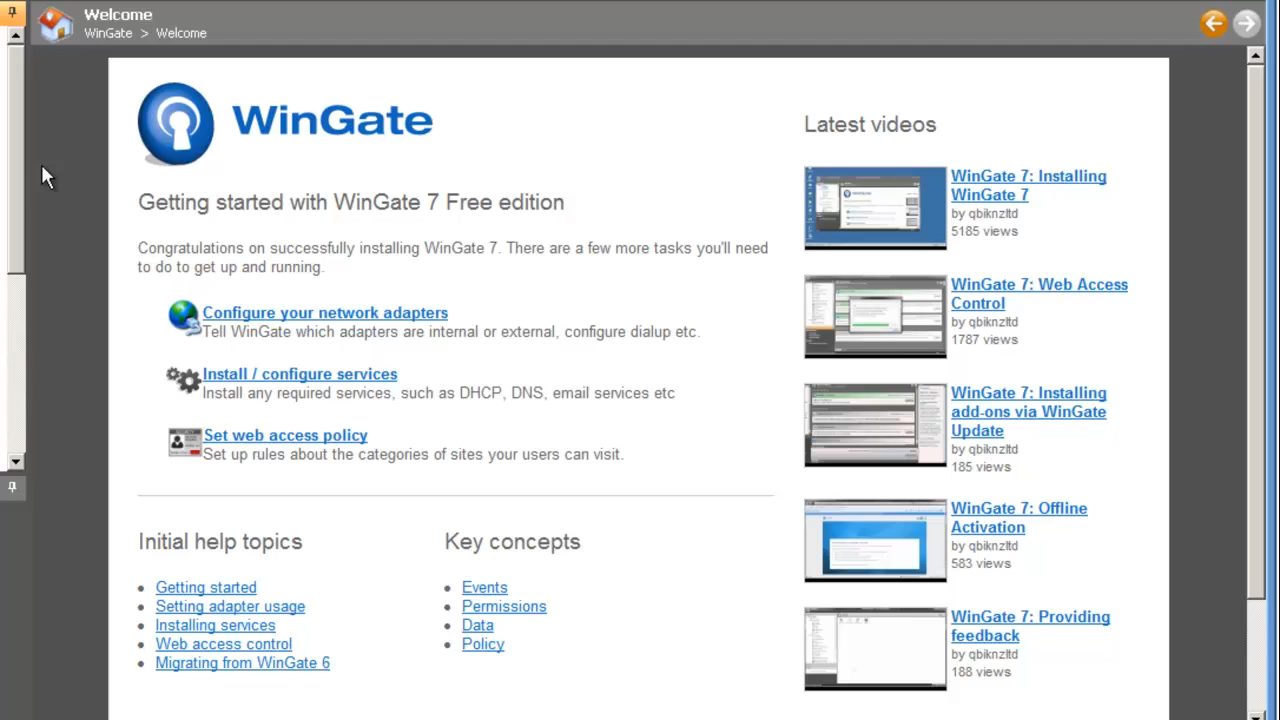 Welcome
WinGate > Welcome
WinGate
Getting started with WinGate 7 Free edition
Congratulations on successfully installing WinGate 7. There are a few more tasks you'll need
to do to get up and running.
Configure your network adapters
Tell WinGate which adapters are internal or external, configure dialup etc.
Install / configure services
Install any required services, such as DHCP, DNS, email services etc
Set web access policy
Set up rules about the categories of sites your users can visit.
Initial help topics
Getting started
Setting adapter usage
Installing services
Web access control
Migrating from WinGate 6
Key concepts
Events
Permissions
Data
Policy
Latest videos
WinGate 7: Installing
WinGate 7
by qbiknzltd
5185 views
WinGate 7: Web Access
Control
by qbiknzltd
1787 views
WinGate 7: Installing
add-ons via WinGate
Update
by qbiknzltd
185 views
WinGate 7: Offline
Activation
by qbiknzltd
583 views
WinGate 7: Providing
feedback
by qbiknzltd
188 views